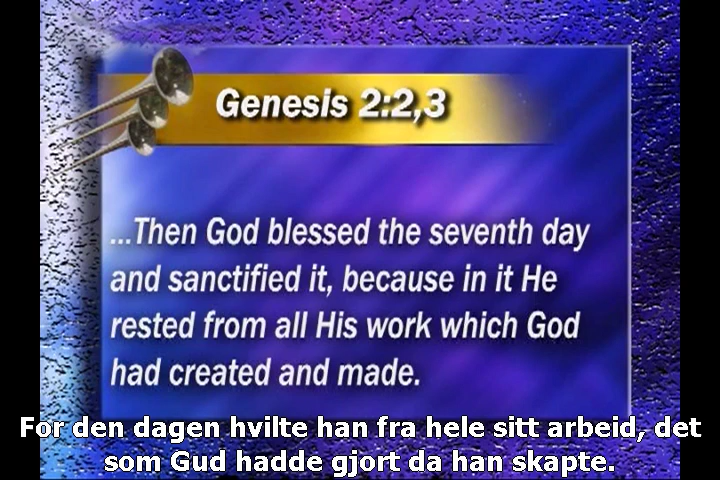 Genesis 2:2,3
...Then God blessed the seventh day
and sanctified it, because in it He
rested from all His work which God
had created and made.
For den dagen hvilte han fra hele sitt arbeid, det
som Gud hadde gjort da han skapte.